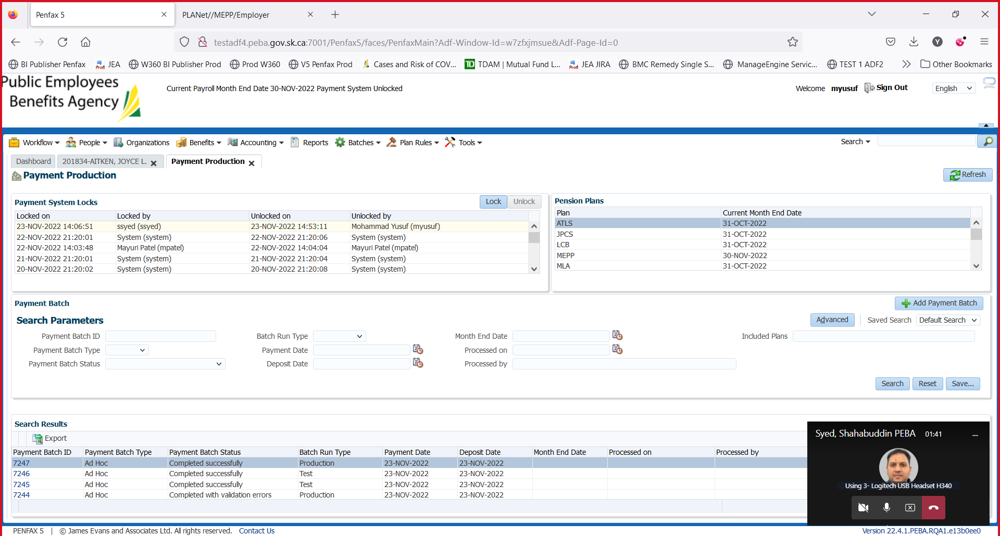 Penfax 5
PLANet//MEPP/Employer
testadf4.peba.gov.sk.ca:7001/Penfax5/faces/PenfaxMain?Adf-Window-Id=w7zfxjmsue&Adf-Page-Id=0
Y
BI Publisher Penfax JEA W360 BI Publisher Prod Prod W360 V5 Penfax Prod Cases and Risk of COV... TDAM | Mutual Fund L... JEA JIRA BMC Remedy Single S... ManageEngine Servic... TEST 1 ADF2 Other Bookmarks
Public Employees
Benefits Agency
Current Payroll Month End Date 30-NOV-2022 Payment System Unlocked
Welcome myusuf Sign Out English
Workflow People Organizations Benefits Accounting Reports Batches Plan Rules Tools Search
Dashboard 201834-AITKEN, JOYCE L. Payment Production
Payment Production
Refresh
Payment System Locks Lock Unlock
Locked on Locked by Unlocked on Unlocked by
23-NOV-2022 14:06:51 ssyed (ssyed) 23-NOV-2022 14:53:11 Mohammad Yusuf (myusuf)
22-NOV-2022 21:20:01 System (system) 22-NOV-2022 21:20:06 System (system)
22-NOV-2022 14:03:48 Mayuri Patel (mpatel) 22-NOV-2022 14:04:04 Mayuri Patel (mpatel)
21-NOV-2022 21:20:01 System (system) 21-NOV-2022 21:20:04 System (system)
20-NOV-2022 21:20:02 System (system) 20-NOV-2022 21:20:08 System (system)
Pension Plans
Plan Current Month End Date
ATLS 31-OCT-2022
JPCS 31-OCT-2022
LCB 31-OCT-2022
MEPP 30-NOV-2022
MLA 31-OCT-2022
Payment Batch
Add Payment Batch
Search Parameters
Advanced Saved Search Default Search
Payment Batch ID Batch Run Type Month End Date Included Plans
Payment Batch Type Payment Date Processed on
Payment Batch Status Deposit Date Processed by
Search Reset Save...
Search Results
Export
Payment Batch ID Payment Batch Type Payment Batch Status Batch Run Type Payment Date Deposit Date Month End Date Processed on Processed by
7247 Ad Hoc Completed successfully Production 23-NOV-2022 23-NOV-2022
7246 Ad Hoc Completed successfully Test 23-NOV-2022 23-NOV-2022
7245 Ad Hoc Completed successfully Test 23-NOV-2022 23-NOV-2022
7244 Ad Hoc Completed with validation errors Production 23-NOV-2022 23-NOV-2022
Syed, Shahabuddin PEBA 01:41
Using 3- Logitech USB Headset H340
PENFAX 5 | © James Evans and Associates Ltd. All rights reserved. Contact Us
Version 22.4.1.PEBA.RQA1.e13b0ee0